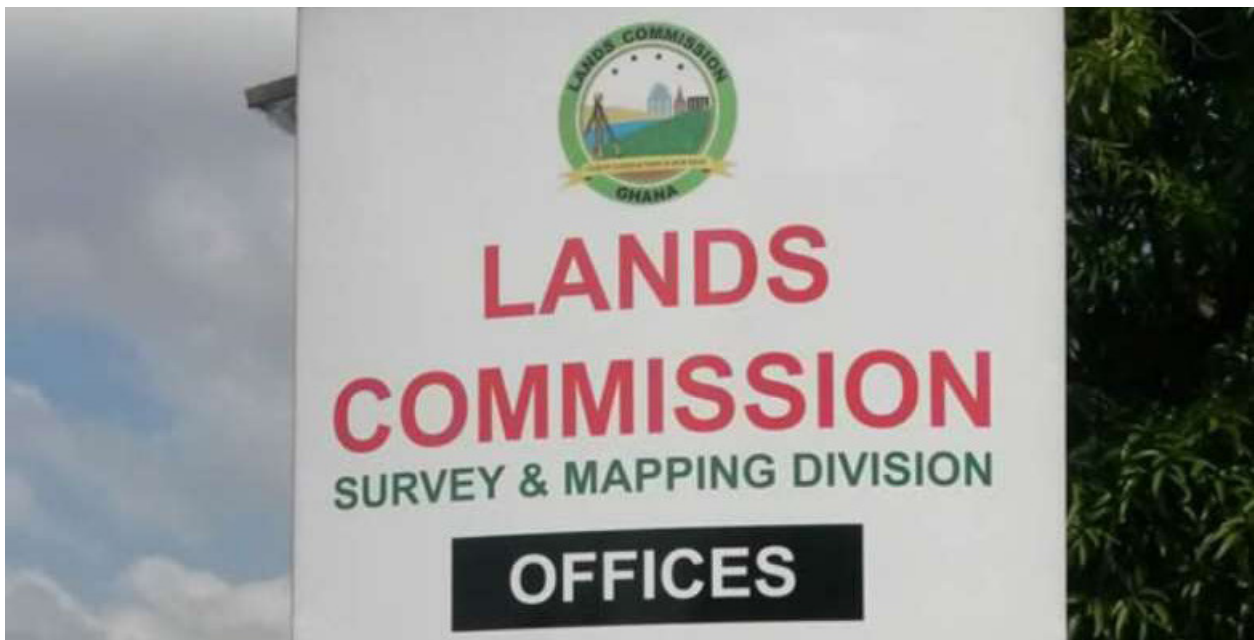 LANDS COMMISSION
GHANA
LANDS
COMMISSION
SURVEY & MAPPING DIVISION
OFFICES